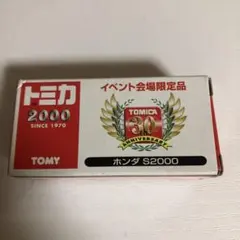 トミカ
2000
SINCE 1970
TOMY
イベント会場限定品
TOMICA
30
ANNIVERSARY
ホンダ S2000